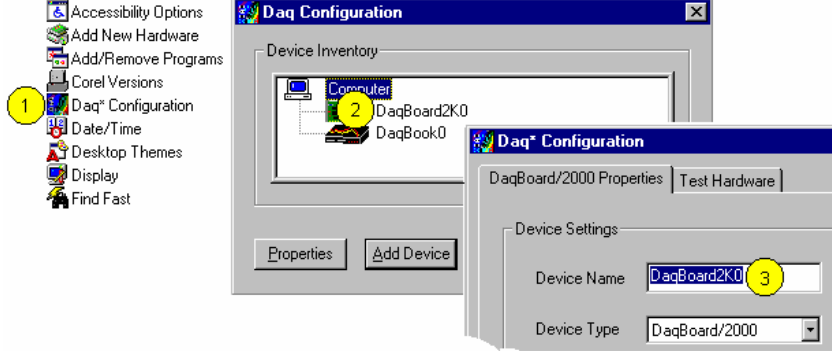 Accessibility Options
Add New Hardware
Add/Remove Programs
Corel Versions
1
Daq* Configuration
Date/Time
Desktop Themes
Display
Find Fast
Daq Configuration
Device Inventory
Computer
2
DaqBoard2K0
DaqBook0
Properties
Add Device
Daq* Configuration
DaqBoard/2000 Properties
Test Hardware
Device Settings
Device Name
DaqBoard2K0
3
Device Type
DaqBoard/2000